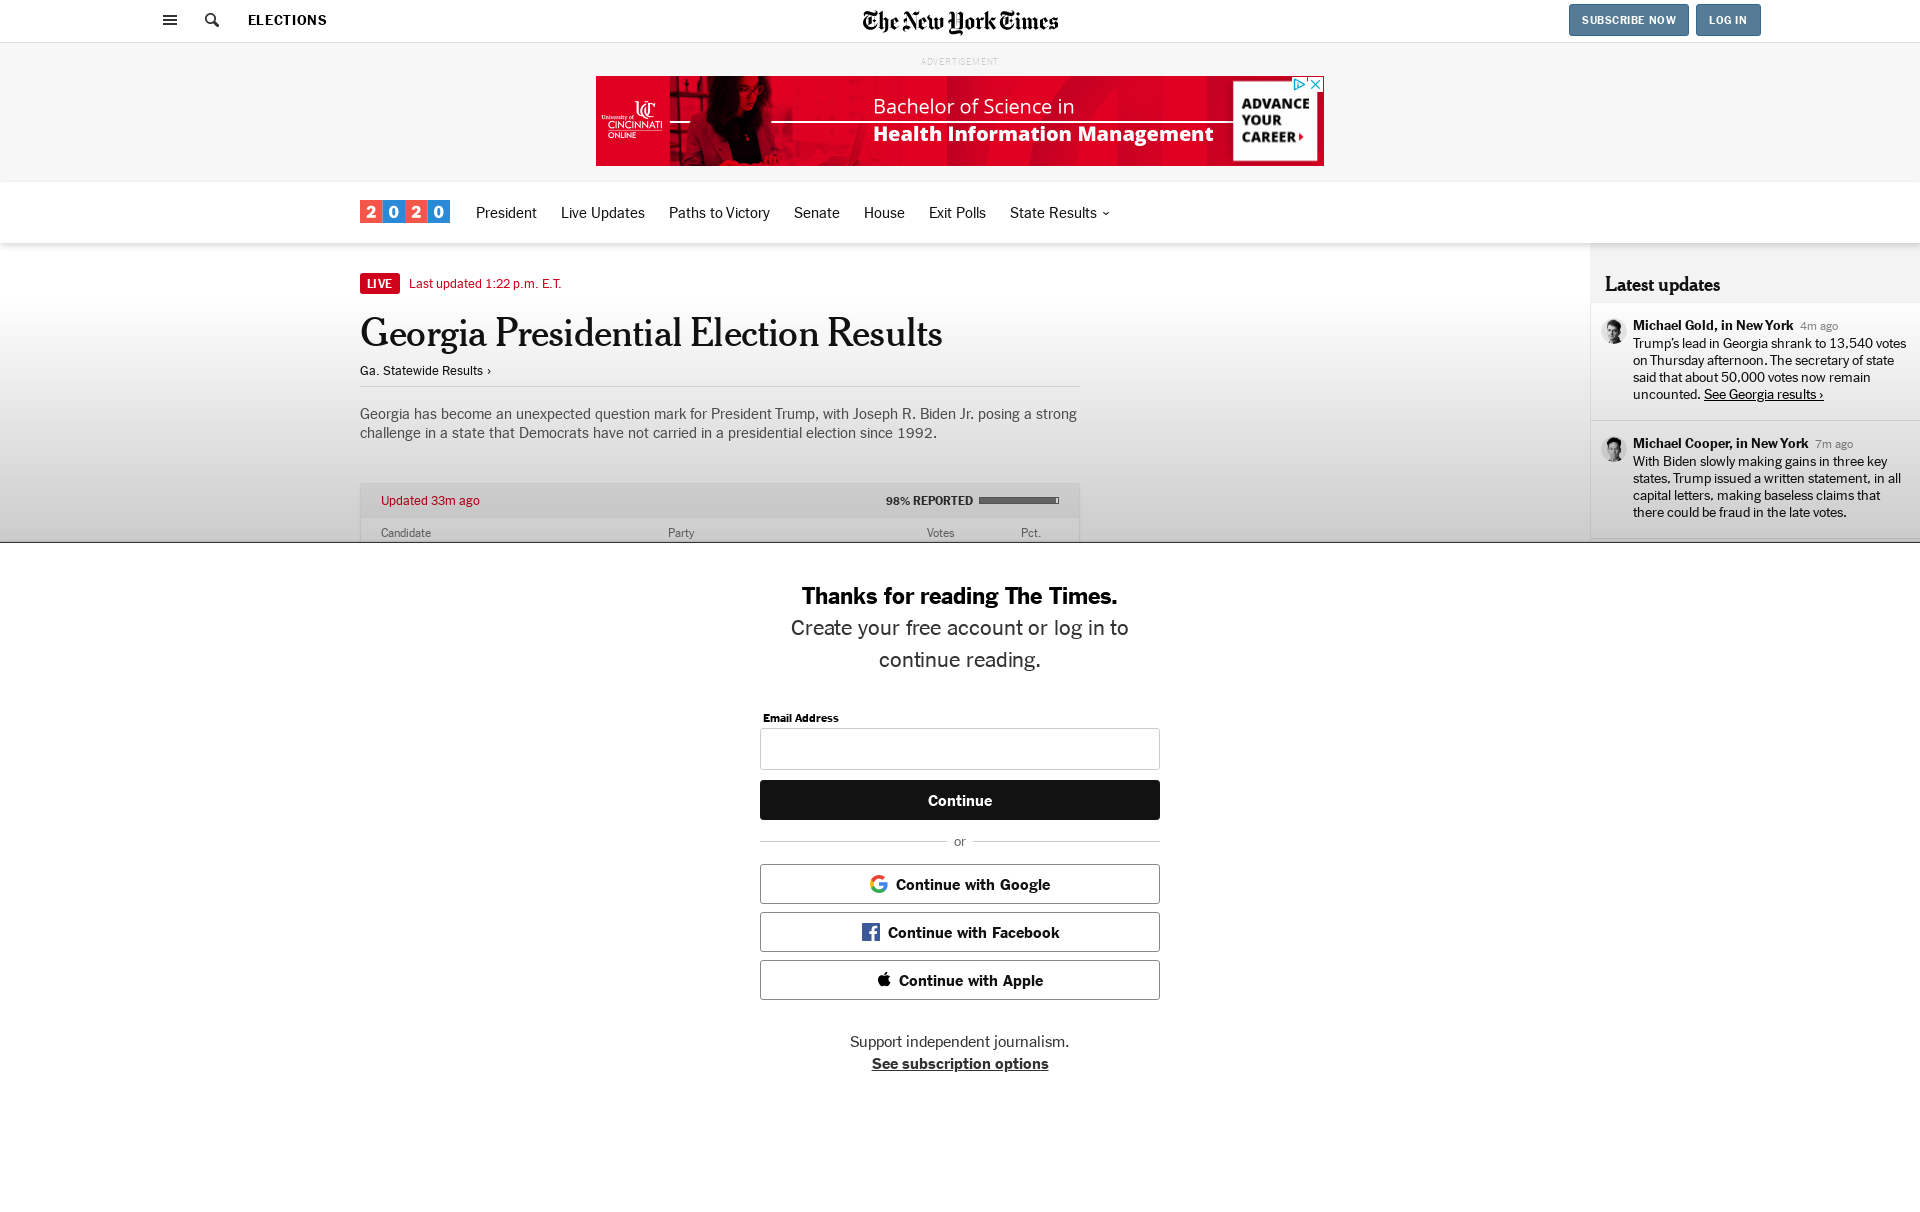 ELECTIONS
The New York Times
SUBSCRIBE NOW
LOG IN
ADVERTISEMENT
University of
CINCINNATI
ONLINE
Bachelor of Science in
Health Information Management
ADVANCE
YOUR
CAREER
2020
President
Live Updates
Paths to Victory
Senate
House
Exit Polls
State Results
LIVE
Last updated 1:22 p.m. E.T.
Georgia Presidential Election Results
Ga. Statewide Results ›
Georgia has become an unexpected question mark for President Trump, with Joseph R. Biden Jr. posing a strong
challenge in a state that Democrats have not carried in a presidential election since 1992.
Updated 33m ago
98% REPORTED
Candidate Party Votes Pct.
Latest updates
Michael Gold, in New York 4m ago
Trump's lead in Georgia shrank to 13,540 votes
on Thursday afternoon. The secretary of state
said that about 50,000 votes now remain
uncounted. See Georgia results ›
Michael Cooper, in New York 7m ago
With Biden slowly making gains in three key
states, Trump issued a written statement, in all
capital letters, making baseless claims that
there could be fraud in the late votes.
Thanks for reading The Times.
Create your free account or log in to
continue reading.
Email Address
Continue
or
Continue with Google
Continue with Facebook
Continue with Apple
Support independent journalism.
See subscription options